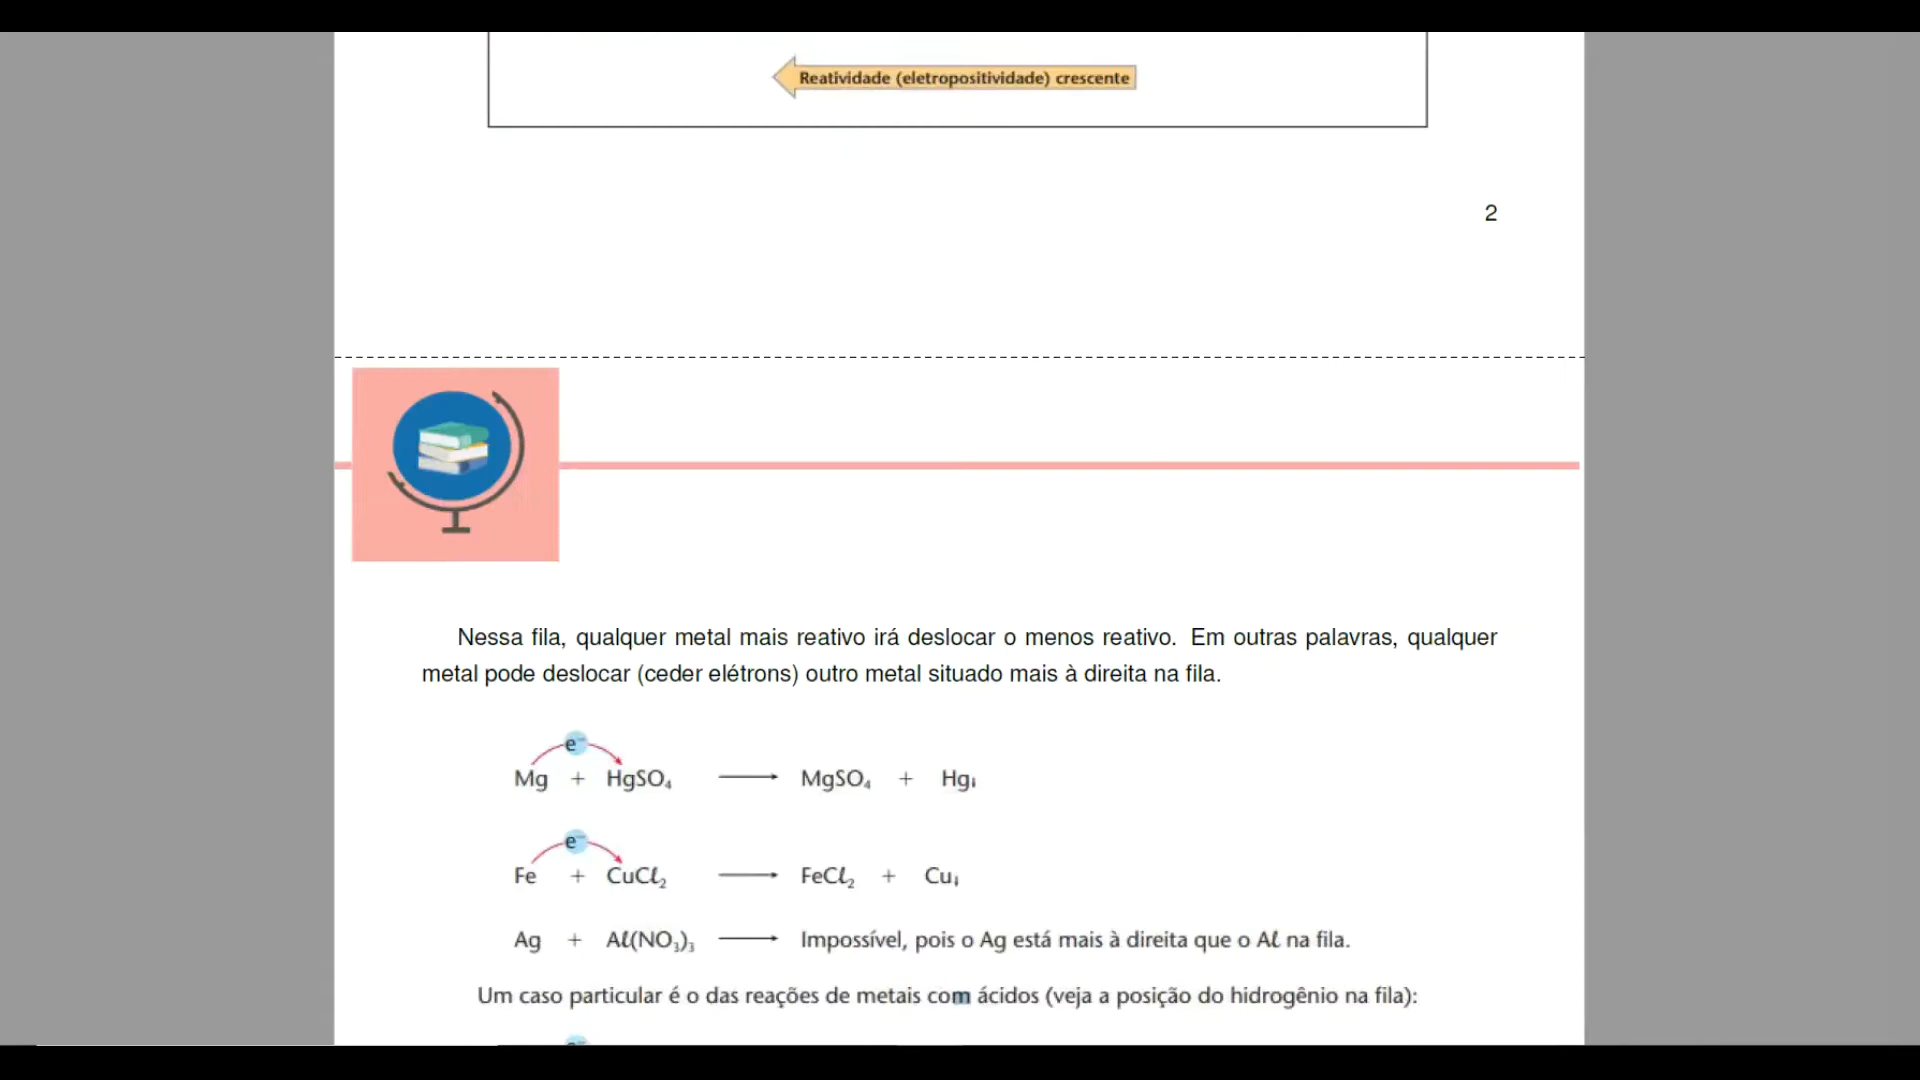 Reatividade (eletropositividade) crescente
2
Nessa fila, qualquer metal mais reativo irá deslocar o menos reativo. Em outras palavras, qualquer
metal pode deslocar (ceder elétrons) outro metal situado mais à direita na fila.
e⁻
Mg + HgSO₄ ⟶ MgSO₄ + Hg↓
e⁻
Fe + CuCℓ₂ ⟶ FeCℓ₂ + Cu↓
Ag + Aℓ(NO₃)₃ ⟶ Impossível, pois o Ag está mais à direita que o Aℓ na fila.
Um caso particular é o das reações de metais com ácidos (veja a posição do hidrogênio na fila):